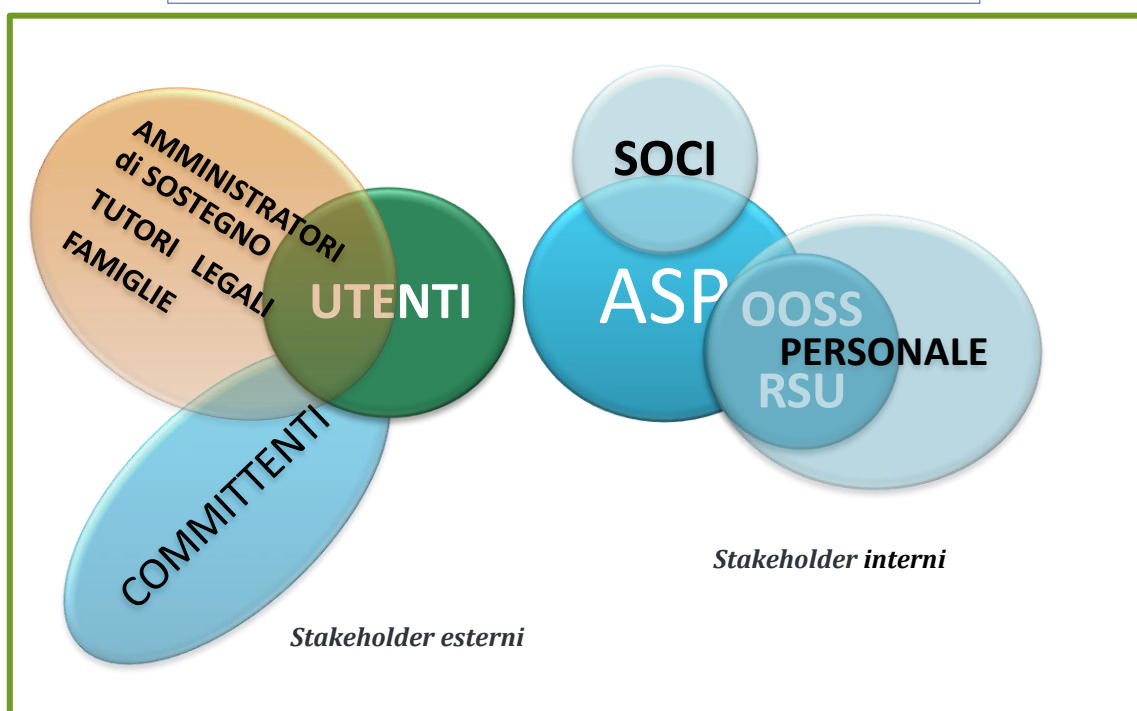 AMMINISTRATORI
di SOSTEGNO
TUTORI LEGALI
FAMIGLIE
UTENTI
COMMITTENTI
Stakeholder esterni
SOCI
ASP
OOSS
PERSONALE
RSU
Stakeholder interni